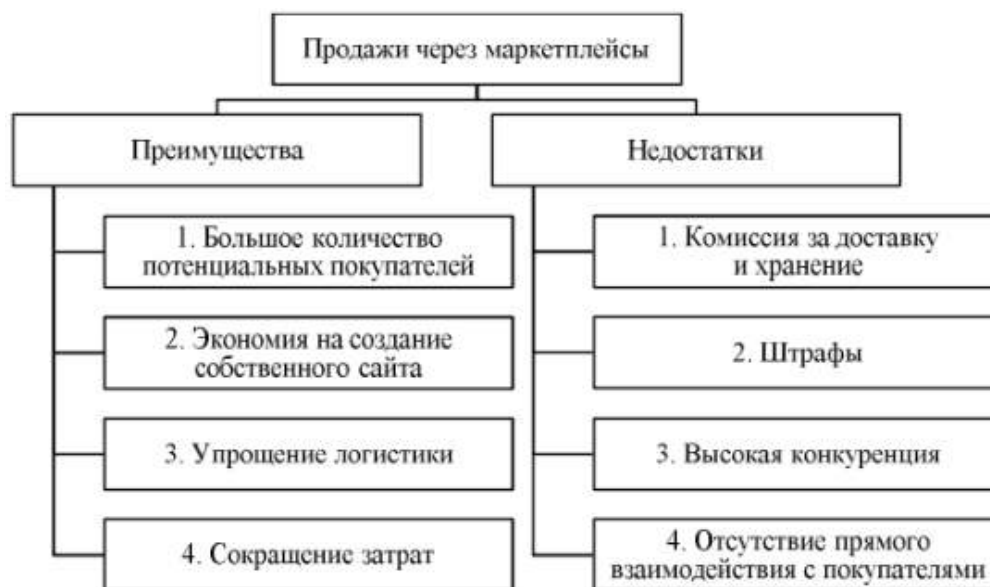 Продажи через маркетплейсы
Преимущества
Недостатки
1. Большое количество
потенциальных покупателей
2. Экономия на создание
собственного сайта
3. Упрощение логистики
4. Сокращение затрат
1. Комиссия за доставку
и хранение
2. Штрафы
3. Высокая конкуренция
4. Отсутствие прямого
взаимодействия с покупателями